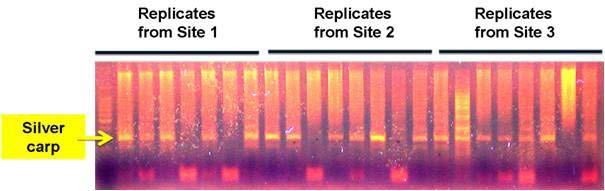 Replicates
from Site 1
Replicates
from Site 2
Replicates
from Site 3
Silver
carp